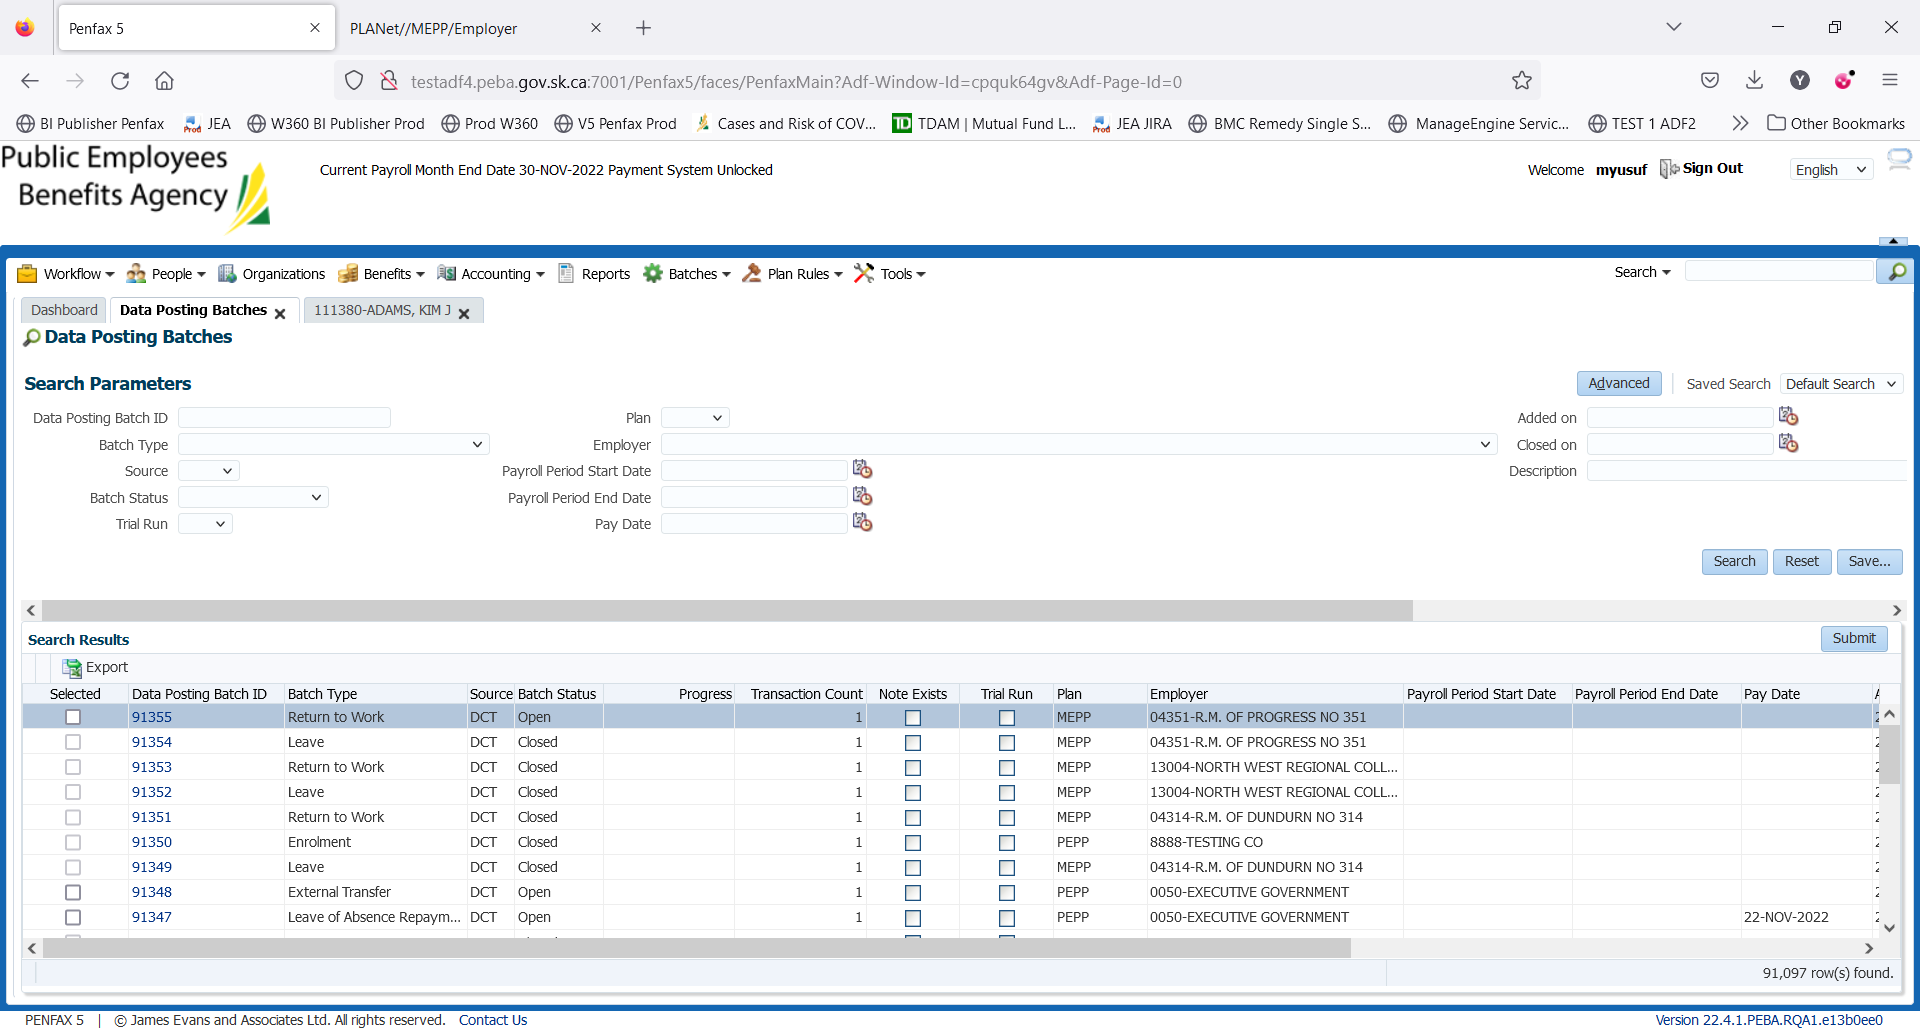 Penfax 5
PLANet//MEPP/Employer
testadf4.peba.gov.sk.ca:7001/Penfax5/faces/PenfaxMain?Adf-Window-Id=cpquk64gv&Adf-Page-Id=0
Y
BI Publisher Penfax JEA W360 BI Publisher Prod Prod W360 V5 Penfax Prod Cases and Risk of COV... TDAM | Mutual Fund L... JEA JIRA BMC Remedy Single S... ManageEngine Servic... TEST 1 ADF2 Other Bookmarks
Public Employees
Benefits Agency
Current Payroll Month End Date 30-NOV-2022 Payment System Unlocked
Welcome myusuf Sign Out English
Workflow People Organizations Benefits Accounting Reports Batches Plan Rules Tools Search
Dashboard Data Posting Batches 111380-ADAMS, KIM J
Data Posting Batches
Search Parameters
Advanced Saved Search Default Search
Data Posting Batch ID Plan Added on
Batch Type Employer Closed on
Source Payroll Period Start Date Description
Batch Status Payroll Period End Date
Trial Run Pay Date
Search Reset Save...
Search Results
Submit
Export
Selected Data Posting Batch ID Batch Type Source Batch Status Progress Transaction Count Note Exists Trial Run Plan Employer Payroll Period Start Date Payroll Period End Date Pay Date
91355 Return to Work DCT Open 1 MEPP 04351-R.M. OF PROGRESS NO 351
91354 Leave DCT Closed 1 MEPP 04351-R.M. OF PROGRESS NO 351
91353 Return to Work DCT Closed 1 MEPP 13004-NORTH WEST REGIONAL COLL...
91352 Leave DCT Closed 1 MEPP 13004-NORTH WEST REGIONAL COLL...
91351 Return to Work DCT Closed 1 MEPP 04314-R.M. OF DUNDURN NO 314
91350 Enrolment DCT Closed 1 PEPP 8888-TESTING CO
91349 Leave DCT Closed 1 MEPP 04314-R.M. OF DUNDURN NO 314
91348 External Transfer DCT Open 1 PEPP 0050-EXECUTIVE GOVERNMENT
91347 Leave of Absence Repaym... DCT Open 1 PEPP 0050-EXECUTIVE GOVERNMENT 22-NOV-2022
91,097 row(s) found.
PENFAX 5 | © James Evans and Associates Ltd. All rights reserved. Contact Us
Version 22.4.1.PEBA.RQA1.e13b0ee0